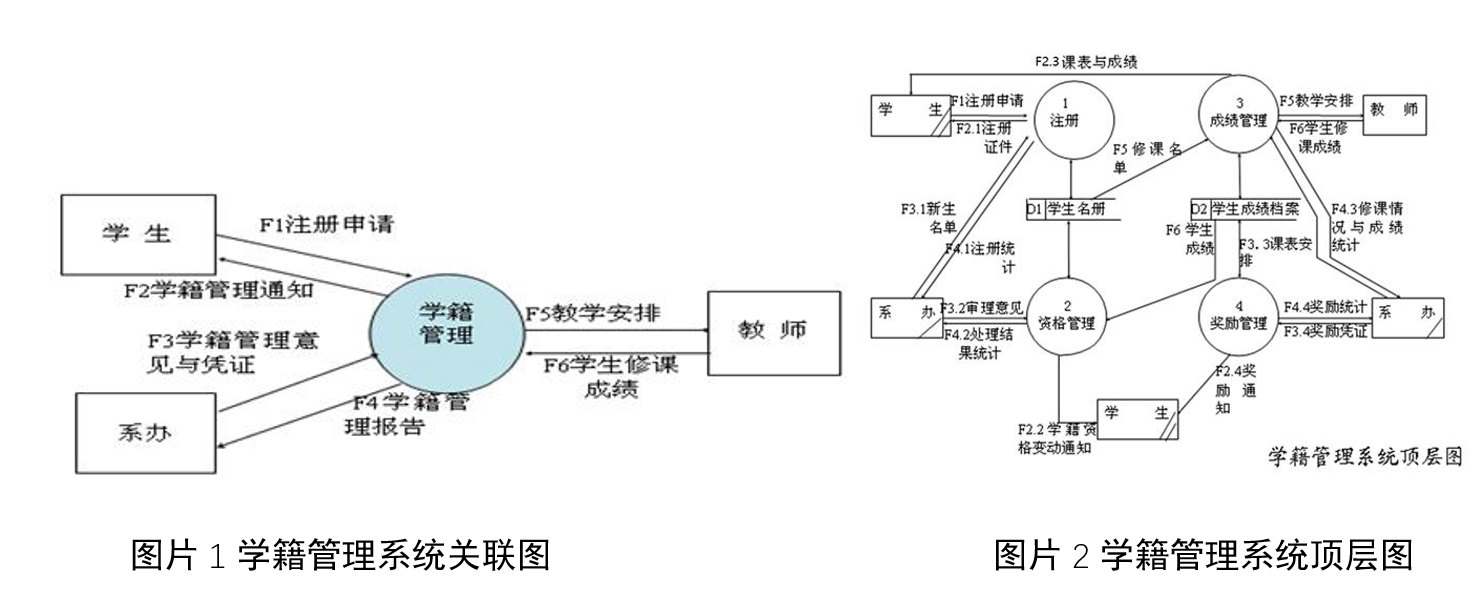 学 生
F1注册申请
F2学籍管理通知
学籍
管理
F3学籍管理意
见与凭证
F5教学安排
教 师
F6学生修课
成绩
系办
F4学籍管
理报告
图片 1 学籍管理系统关联图
F2.3课表与成绩
学 生
F1注册申请
F2.1注册
证件
1
注册
3
成绩管理
F5教学安排
教 师
F6学生修
课成绩
F5修课名
单
F3.1新生
名单
D1 学生名册
D2 学生成绩档案
F4.3修课情
况与成绩
统计
F4.1注册统
计
F6学生
成绩
F3.3课表安
排
系 办
F3.2审理意见
F4.2处理结
果统计
2
资格管理
4
奖励管理
F4.4奖励统计
F3.4奖励凭证
系 办
F2.4奖
励通
知
学 生
F2.2学籍资
格变动通知
学籍管理系统顶层图
图片 2 学籍管理系统顶层图